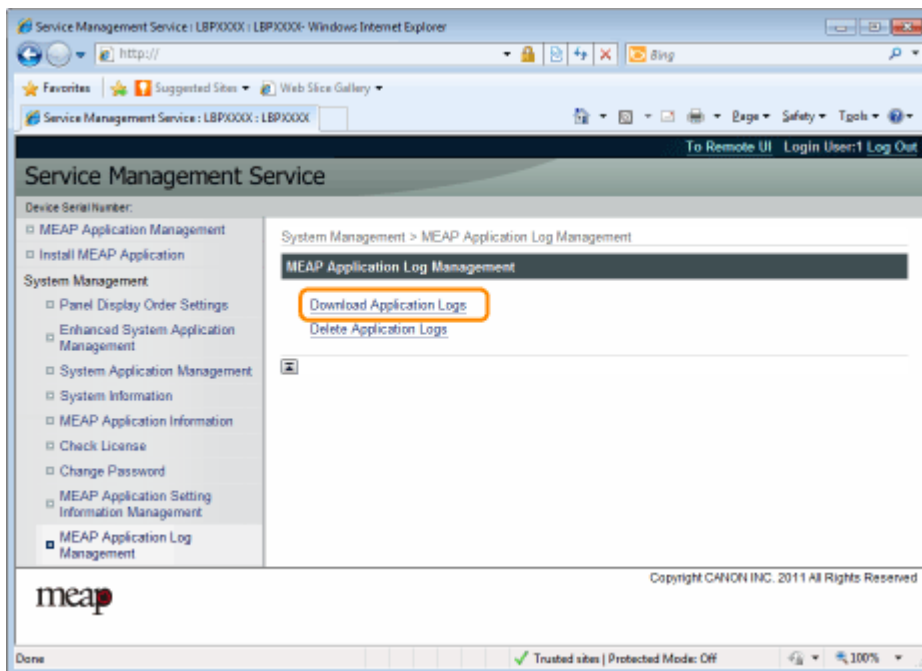 Service Management Service : LBPXXXX : LBPXXXX - Windows Internet Explorer
http://
Bing
Favorites Suggested Sites Web Slice Gallery
Service Management Service : LBPXXXX : LBPXXXX
Page Safety Tools
To Remote UI Login User:1 Log Out
Service Management Service
Device Serial Number:
MEAP Application Management
Install MEAP Application
System Management
Panel Display Order Settings
Enhanced System Application
Management
System Application Management
System Information
MEAP Application Information
Check License
Change Password
MEAP Application Setting
Information Management
MEAP Application Log
Management
System Management > MEAP Application Log Management
MEAP Application Log Management
Download Application Logs
Delete Application Logs
Copyright CANON INC. 2011 All Rights Reserved
meap
Done Trusted sites | Protected Mode: Off 100%